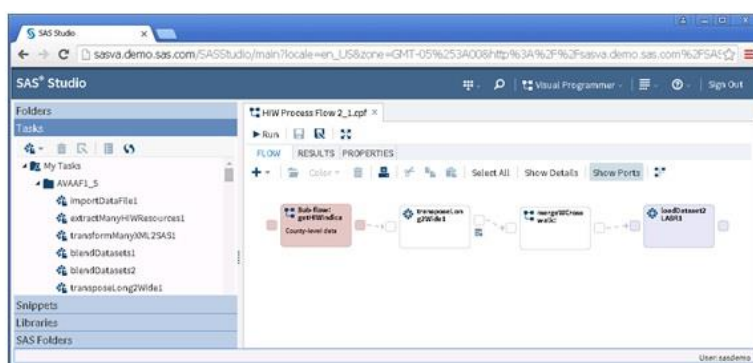 SAS Studio
sasva.demo.sas.com/SASStudio/main?locale=en_US&zone=GMT-05%253A00&http%3A%2F%2Fsasva.demo.sas.com%2FSAS
SAS® Studio
Visual Programmer
Sign Out
Folders
Tasks
My Tasks
AVAAF1_5
importDataFile1
extractManyHIWResources1
transformManyXML2SAS1
blendDatasets1
blendDatasets2
transposeLong2Wide1
Snippets
Libraries
SAS Folders
HIW Process Flow 2_1.cpf
Run
FLOW RESULTS PROPERTIES
Color Select All Show Details Show Ports
Sub-flow:
getHIWIndica
County-level data
transposeLon
g2Wide1
mergeWCross
walk:
loadDataset2
LASR1
User:sasdemo